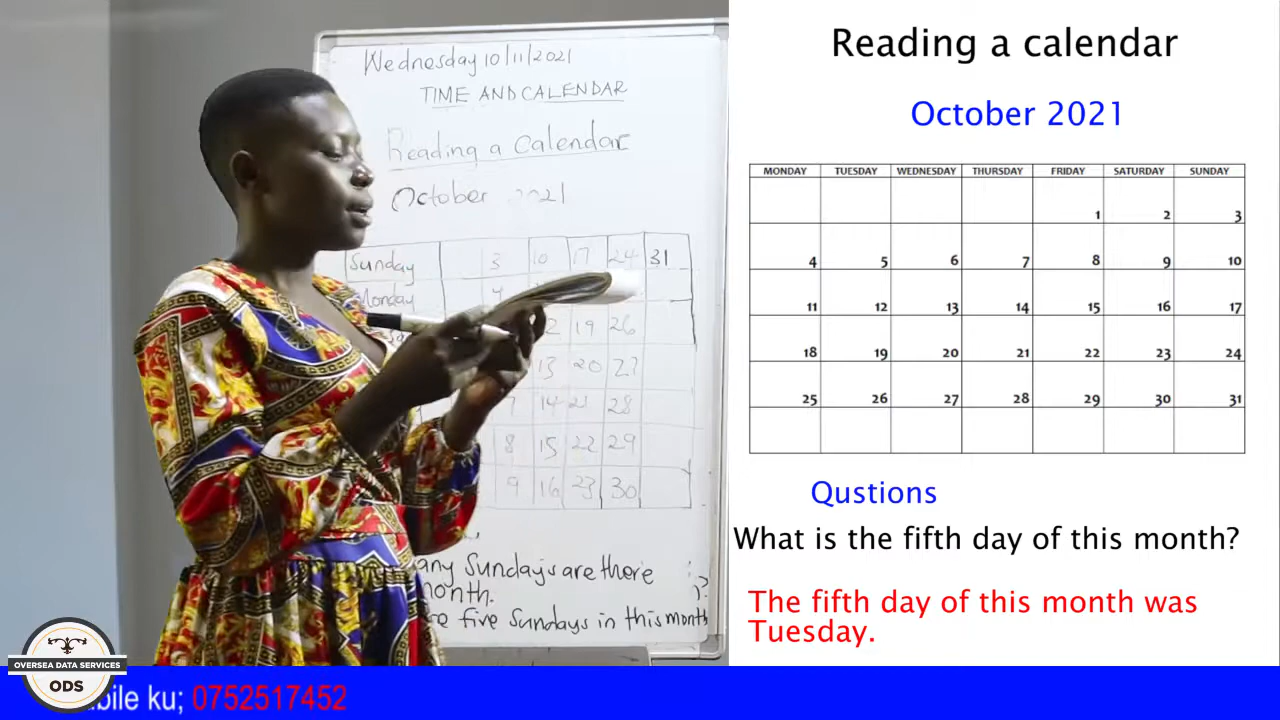 Wednesday 10/11/2021
TIME AND CALENDAR
Reading a Calendar
October 2021
Sunday 3 10 17 24 31
Monday 4
19 26
13 20 27
7 14 21 28
8 15 22 29
9 16 23 30
any Sundays are there
month. ?
re five Sundays in this month
Reading a calendar
October 2021
MONDAY TUESDAY WEDNESDAY THURSDAY FRIDAY SATURDAY SUNDAY
1 2 3
4 5 6 7 8 9 10
11 12 13 14 15 16 17
18 19 20 21 22 23 24
25 26 27 28 29 30 31
Qustions
What is the fifth day of this month?
The fifth day of this month was
Tuesday.
OVERSEA DATA SERVICES
ODS
bile ku; 0752517452